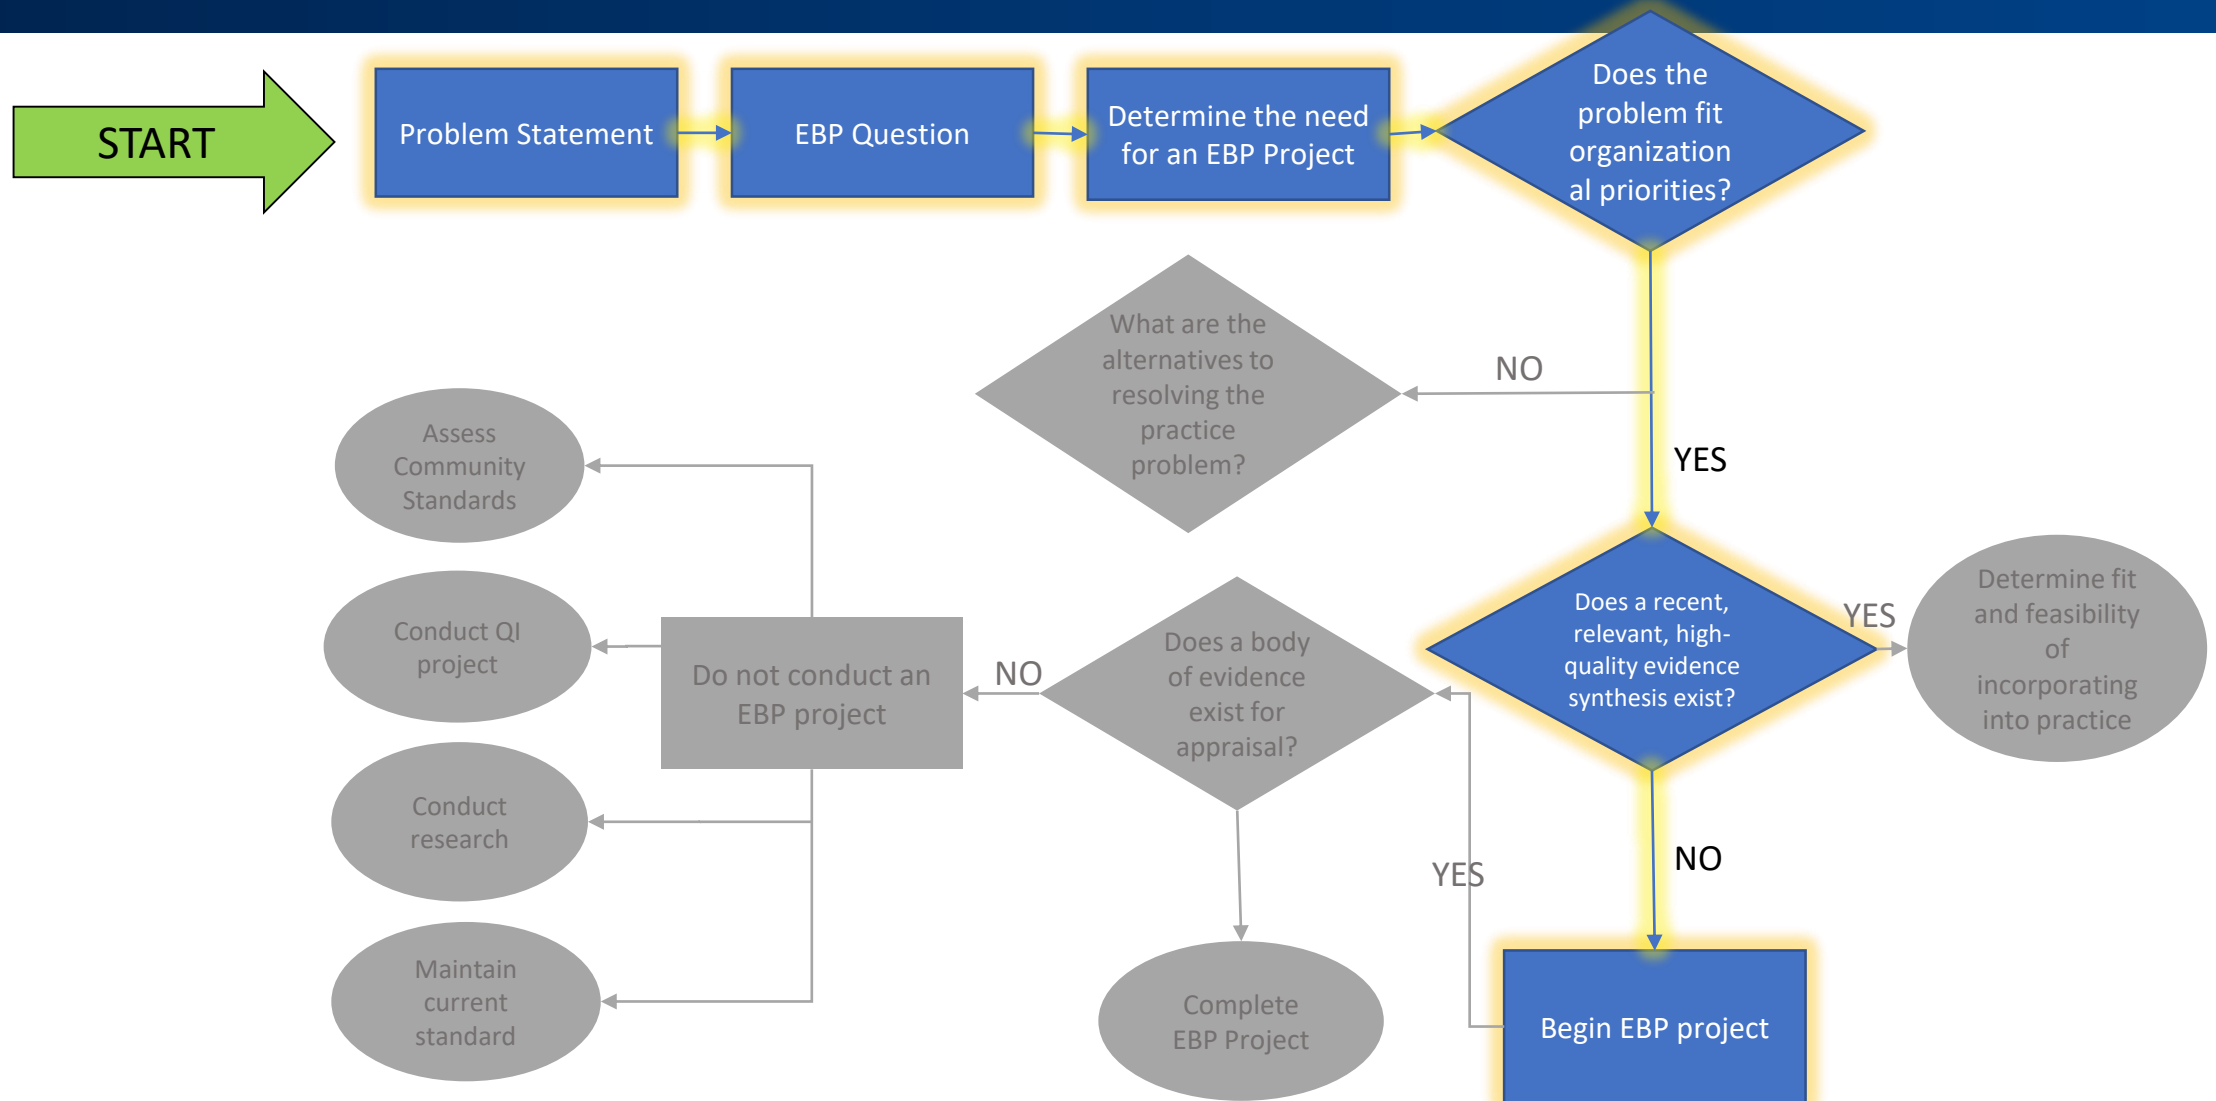 START
Problem Statement
EBP Question
Determine the need
for an EBP Project
Does the
problem fit
organization
al priorities?
What are the
alternatives to
resolving the
practice
problem?
NO
YES
Assess
Community
Standards
Conduct QI
project
Conduct
research
Maintain
current
standard
Do not conduct an
EBP project
NO
Does a body
of evidence
exist for
appraisal?
Does a recent,
relevant, high-
quality evidence
synthesis exist?
YES
Determine fit
and feasibility
of
incorporating
into practice
YES
NO
Complete
EBP Project
Begin EBP project